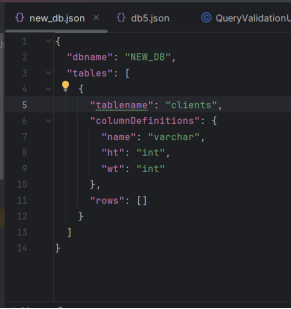 new_db.json
db5.json
QueryValidationU
1 {
2 "dbname": "NEW_DB",
3 "tables": [
4 {
5 "tablename": "clients",
6 "columnDefinitions": {
7 "name": "varchar",
8 "ht": "int",
9 "wt": "int"
10 },
11 "rows": []
12 }
13 ]
14 }